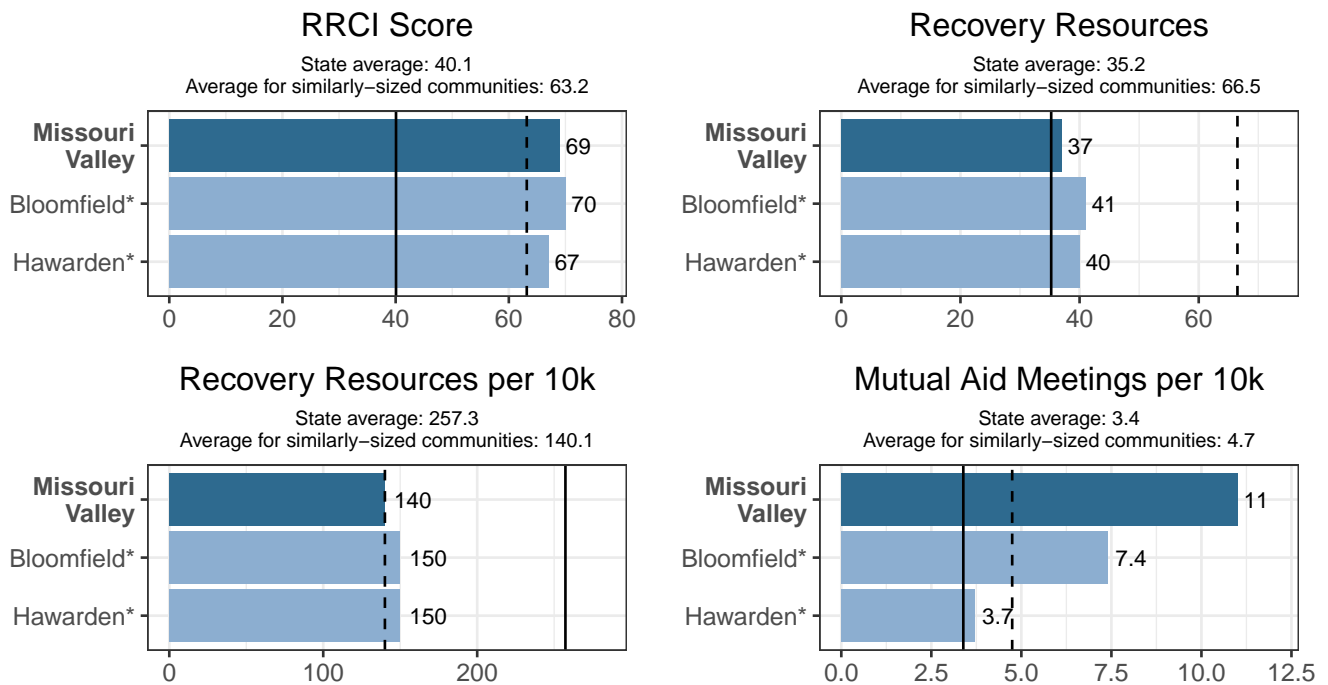 RRCI Score
State average: 40.1
Average for similarly−sized communities: 63.2
Missouri
Valley
69
Bloomfield*
70
Hawarden*
67
0 20 40 60 80
Recovery Resources
State average: 35.2
Average for similarly−sized communities: 66.5
Missouri
Valley
37
Bloomfield*
41
Hawarden*
40
0 20 40 60
Recovery Resources per 10k
State average: 257.3
Average for similarly−sized communities: 140.1
Missouri
Valley
140
Bloomfield*
150
Hawarden*
150
0 100 200
Mutual Aid Meetings per 10k
State average: 3.4
Average for similarly−sized communities: 4.7
Missouri
Valley
11
Bloomfield*
7.4
Hawarden*
3.7
0.0 2.5 5.0 7.5 10.0 12.5